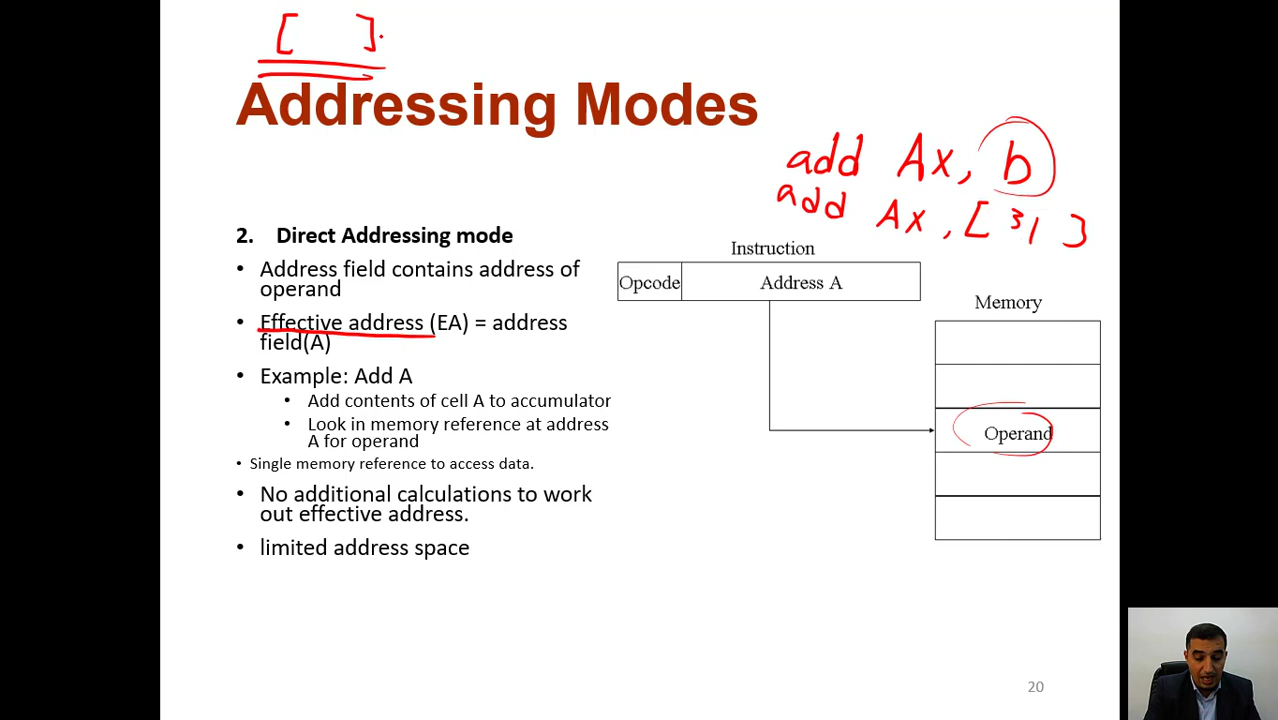 [ ]
Addressing Modes
add Ax, b
add Ax, [ 31 ]
2. Direct Addressing mode
• Address field contains address of
operand
• Effective address (EA) = address
field(A)
• Example: Add A
• Add contents of cell A to accumulator
• Look in memory reference at address
A for operand
• Single memory reference to access data.
• No additional calculations to work
out effective address.
• limited address space
Instruction
Opcode Address A
Memory
Operand
20